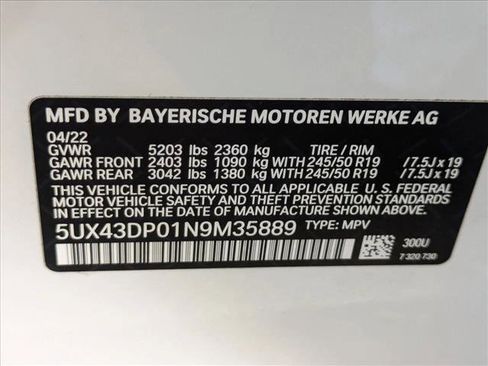 MFD BY BAYERISCHE MOTOREN WERKE AG
04/22
GVWR 5203 lbs 2360 kg TIRE / RIM
GAWR FRONT 2403 lbs 1090 kg WITH 245/50 R19 /7.5J x 19
GAWR REAR 3042 lbs 1380 kg WITH 245/50 R19 /7.5J x 19
THIS VEHICLE CONFORMS TO ALL APPLICABLE U. S. FEDERAL
MOTOR VEHICLE SAFETY AND THEFT PREVENTION STANDARDS
IN EFFECT ON THE DATE OF MANUFACTURE SHOWN ABOVE.
5UX43DP01N9M35889 TYPE: MPV
300U
7 320 730